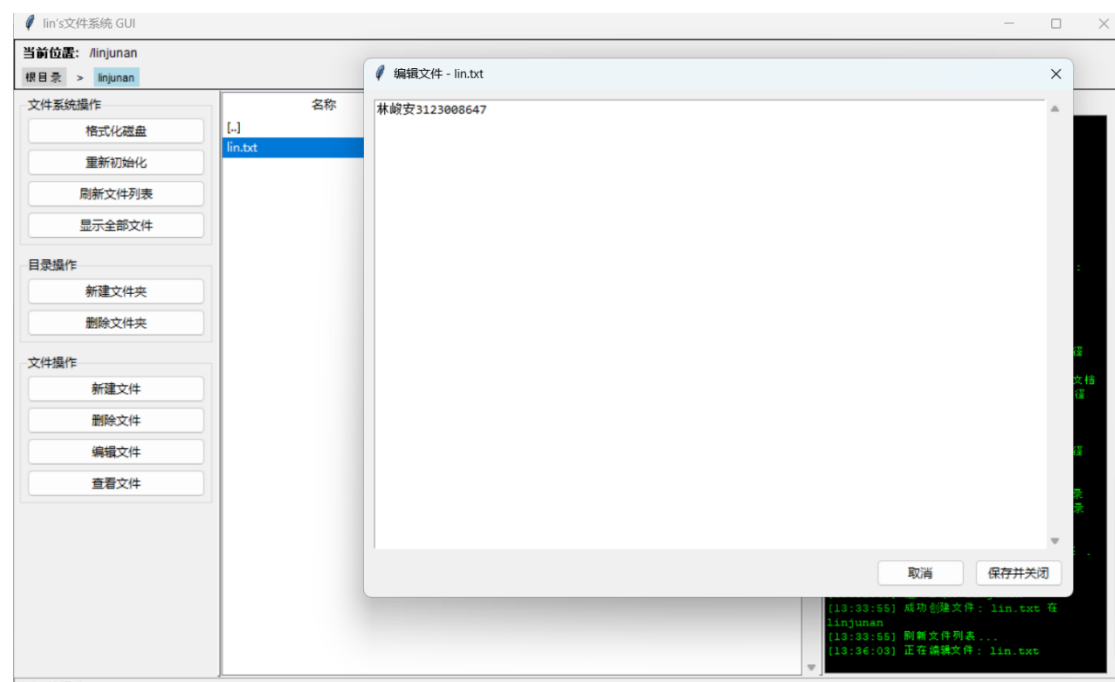 lin's文件系统 GUI
当前位置: /linjunan
根目录 > linjunan
文件系统操作
格式化磁盘
重新初始化
刷新文件列表
显示全部文件
目录操作
新建文件夹
删除文件夹
文件操作
新建文件
删除文件
编辑文件
查看文件
名称
[..]
lin.txt
编辑文件 - lin.txt
林峻安3123008647
取消
保存并关闭
文档
录
录
[13:33:55] 成功创建文件: lin.txt 在
linjunan
[13:33:55] 刷新文件列表...
[13:36:03] 正在编辑文件: lin.txt